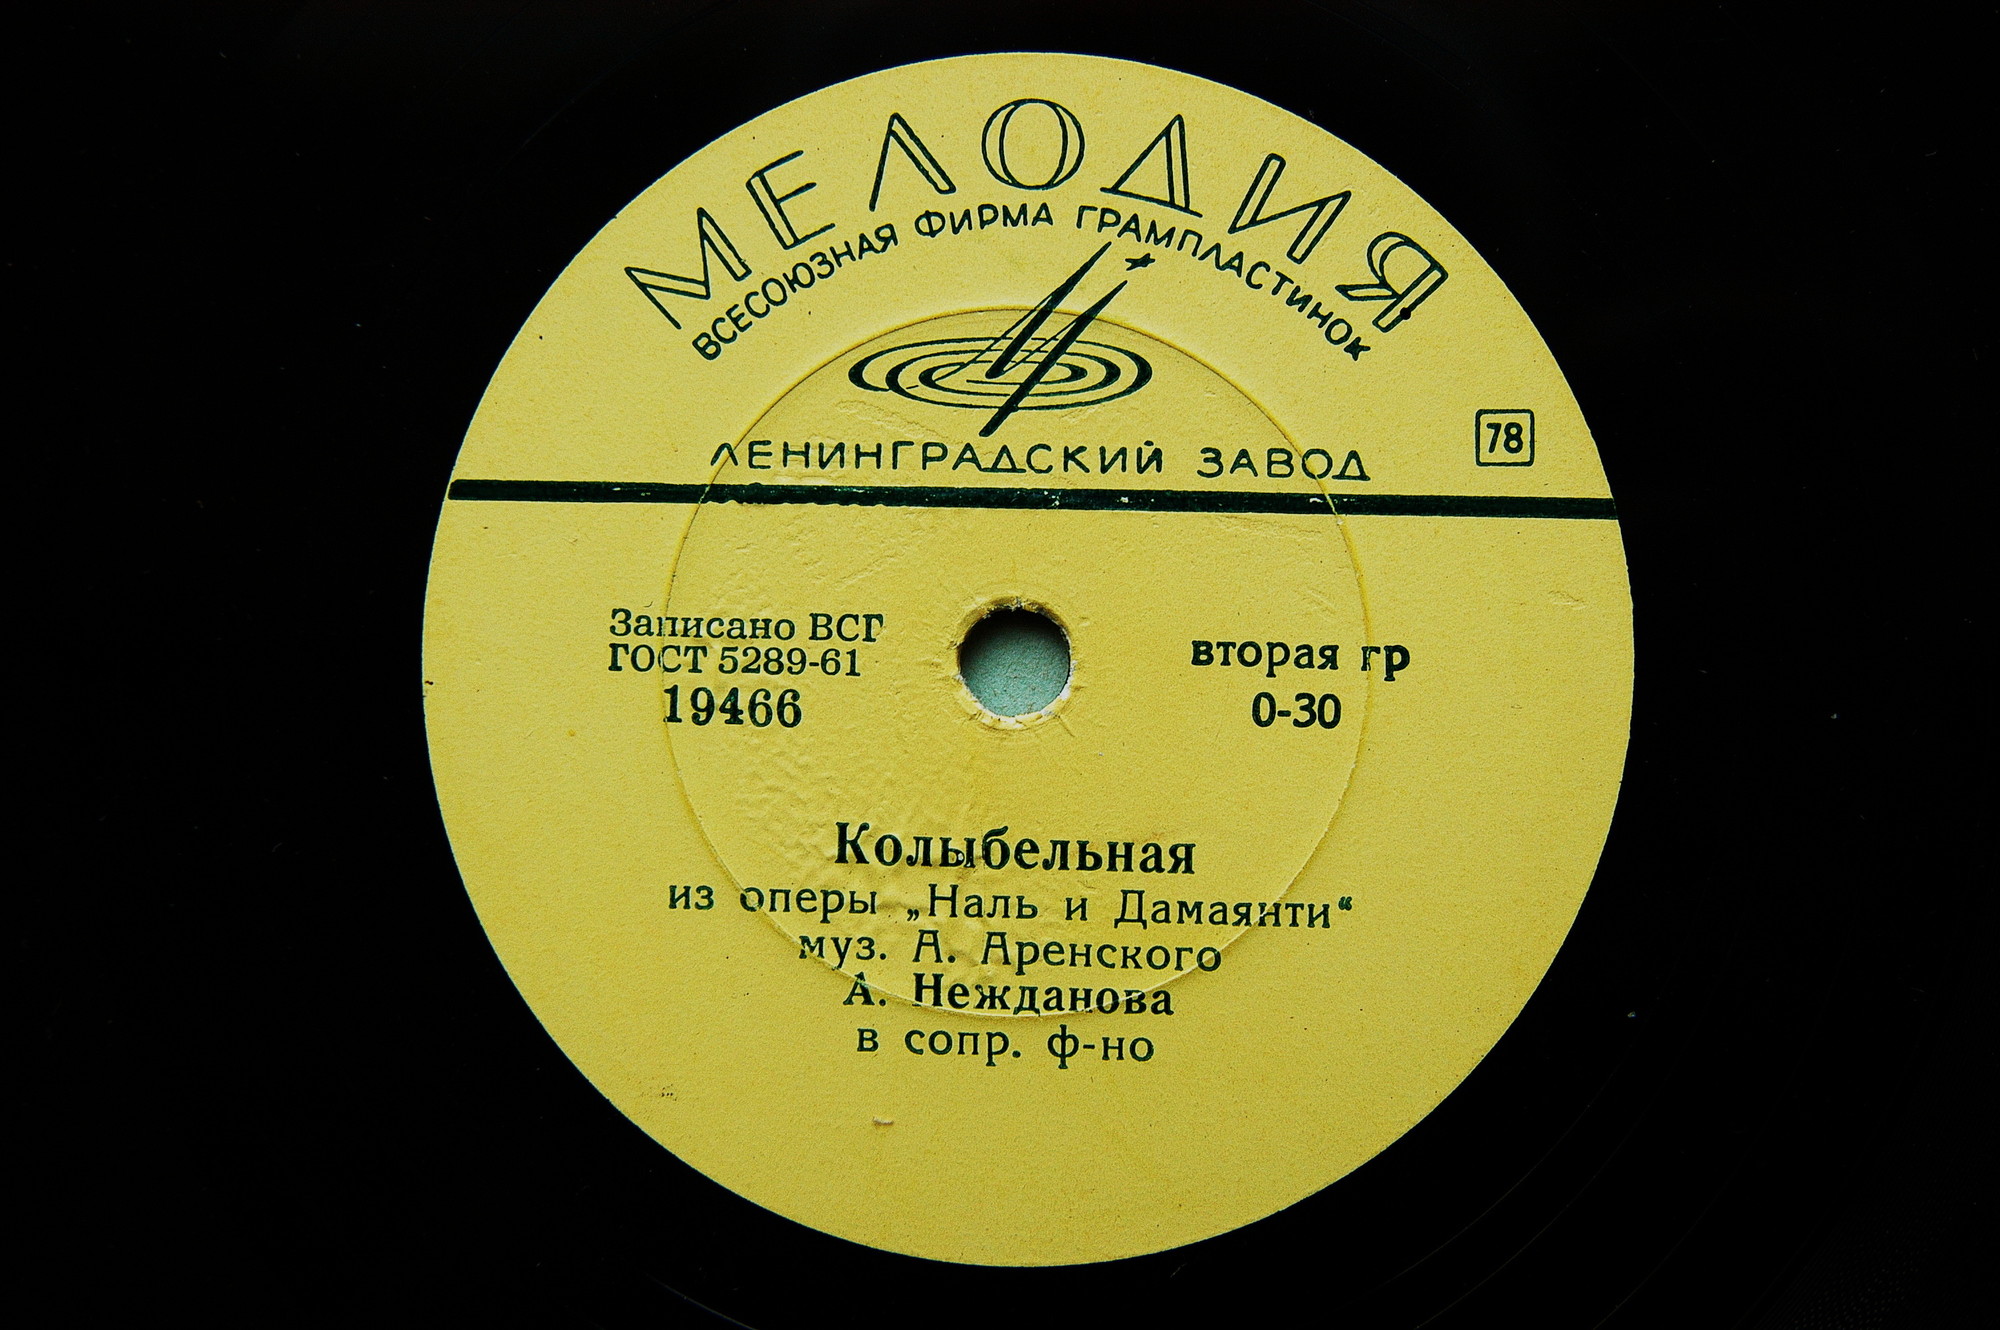 МЕЛОДИЯ
ВСЕСОЮЗНАЯ ФИРМА ГРАМПЛАСТИНОК
ЛЕНИНГРАДСКИЙ ЗАВОД
78
Записано ВСГ
ГОСТ 5289-61
19466
вторая гр
0-30
Колыбельная
из оперы „Наль и Дамаянти“
муз. А. Аренского
А. Нежданова
в сопр. ф-но